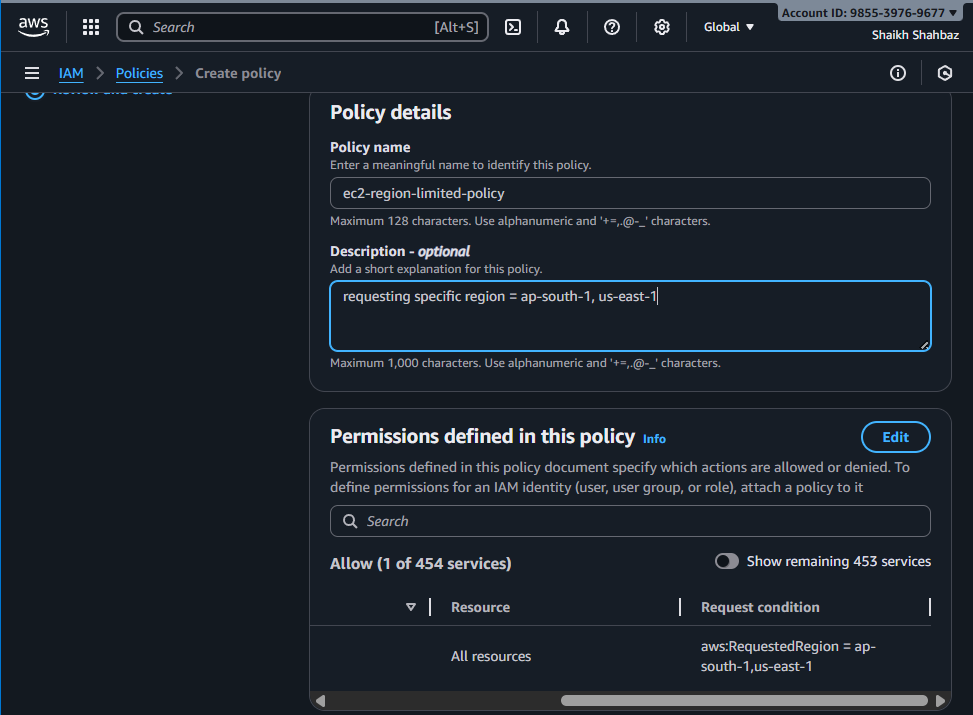 aws
Search
[Alt+S]
Global
Account ID: 9855-3976-9677
Shaikh Shahbaz
IAM
Policies
Create policy
Review and create
Policy details
Policy name
Enter a meaningful name to identify this policy.
ec2-region-limited-policy
Maximum 128 characters. Use alphanumeric and '+=,.@-_' characters.
Description - optional
Add a short explanation for this policy.
requesting specific region = ap-south-1, us-east-1
Maximum 1,000 characters. Use alphanumeric and '+=,.@-_' characters.
Permissions defined in this policy
Info
Edit
Permissions defined in this policy document specify which actions are allowed or denied. To
define permissions for an IAM identity (user, user group, or role), attach a policy to it
Search
Allow (1 of 454 services)
Show remaining 453 services
Resource
Request condition
All resources
aws:RequestedRegion = ap-
south-1,us-east-1